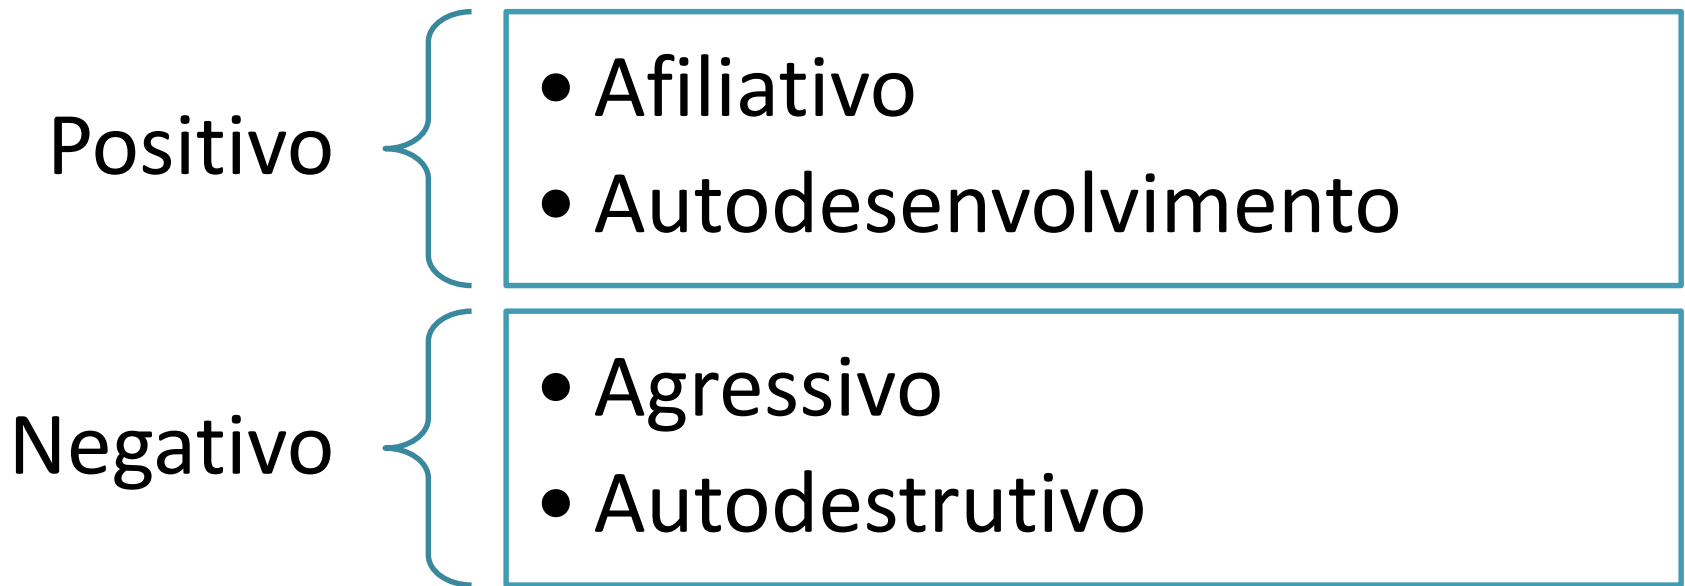 Positivo
• Afiliativo
• Autodesenvolvimento
Negativo
• Agressivo
• Autodestrutivo